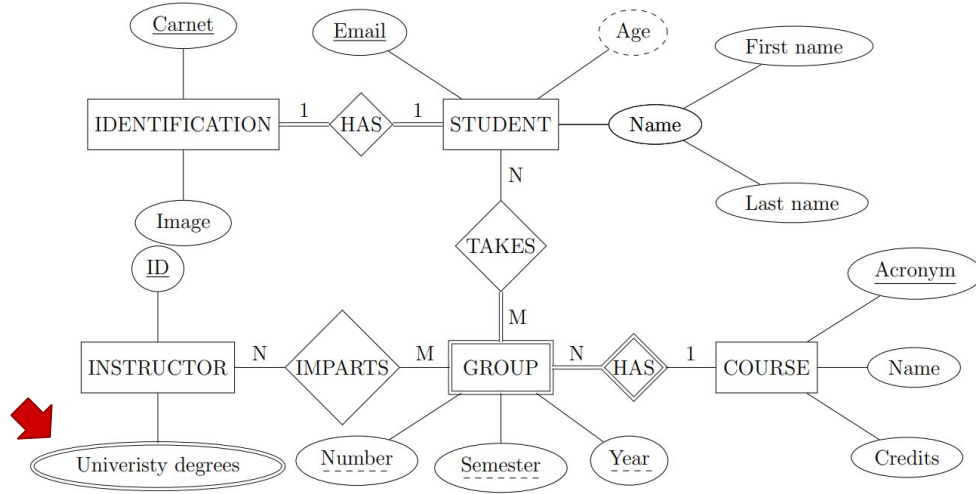 Carnet
Email
Age
First name
IDENTIFICATION
1
HAS
1
STUDENT
Name
Image
N
Last name
ID
TAKES
Acronym
M
INSTRUCTOR
N
IMPARTS
M
GROUP
N
HAS
1
COURSE
Name
Univeristy degrees
Number
Semester
Year
Credits